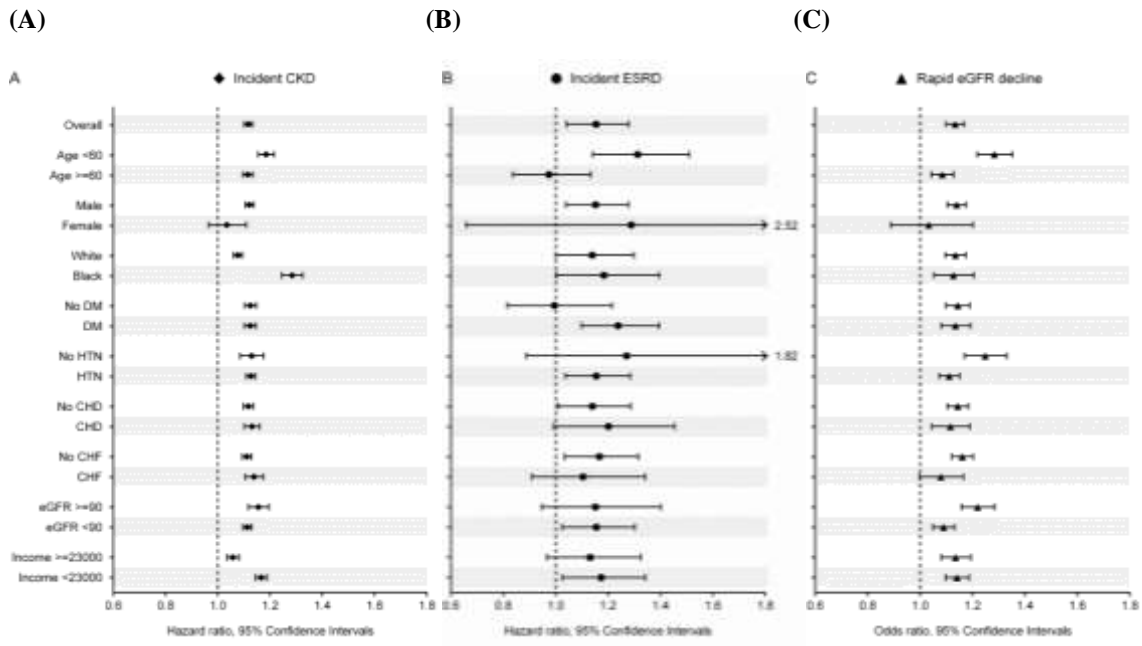 (A) (B) (C)
A ◆ Incident CKD B ● Incident ESRD C ▲ Rapid eGFR decline
Overall
Age <60
Age >=60
Male
Female 2.52
White
Black
No DM
DM
No HTN 1.82
HTN
No CHD
CHD
No CHF
CHF
eGFR >=90
eGFR <90
Income >=23000
Income <23000
0.6 0.8 1.0 1.2 1.4 1.6 1.8 0.6 0.8 1.0 1.2 1.4 1.6 1.8 0.6 0.8 1.0 1.2 1.4 1.6 1.8
Hazard ratio, 95% Confidence Intervals Hazard ratio, 95% Confidence Intervals Odds ratio, 95% Confidence Intervals